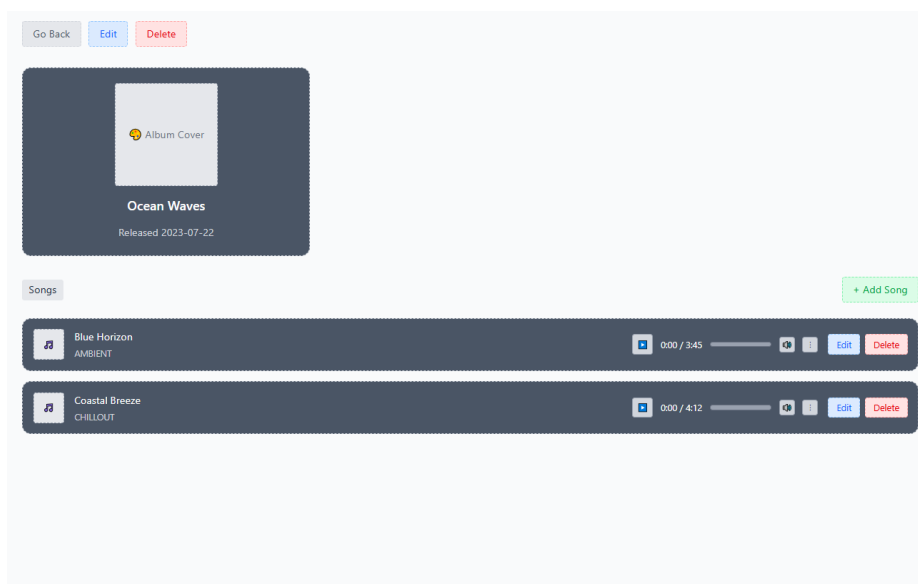 Go Back
Edit
Delete
Album Cover
Ocean Waves
Released 2023-07-22
Songs
+ Add Song
Blue Horizon
AMBIENT
0:00 / 3:45
Edit
Delete
Coastal Breeze
CHILLOUT
0:00 / 4:12
Edit
Delete